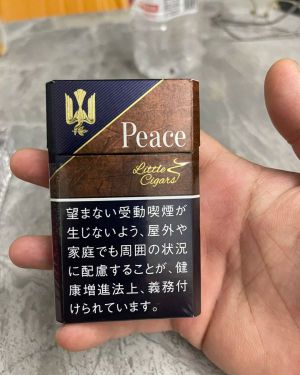 Peace
Little
Cigars
望まない受動喫煙が
生じないよう、屋外や
家庭でも周囲の状況
に配慮することが、健
康増進法上、義務付
けられています。